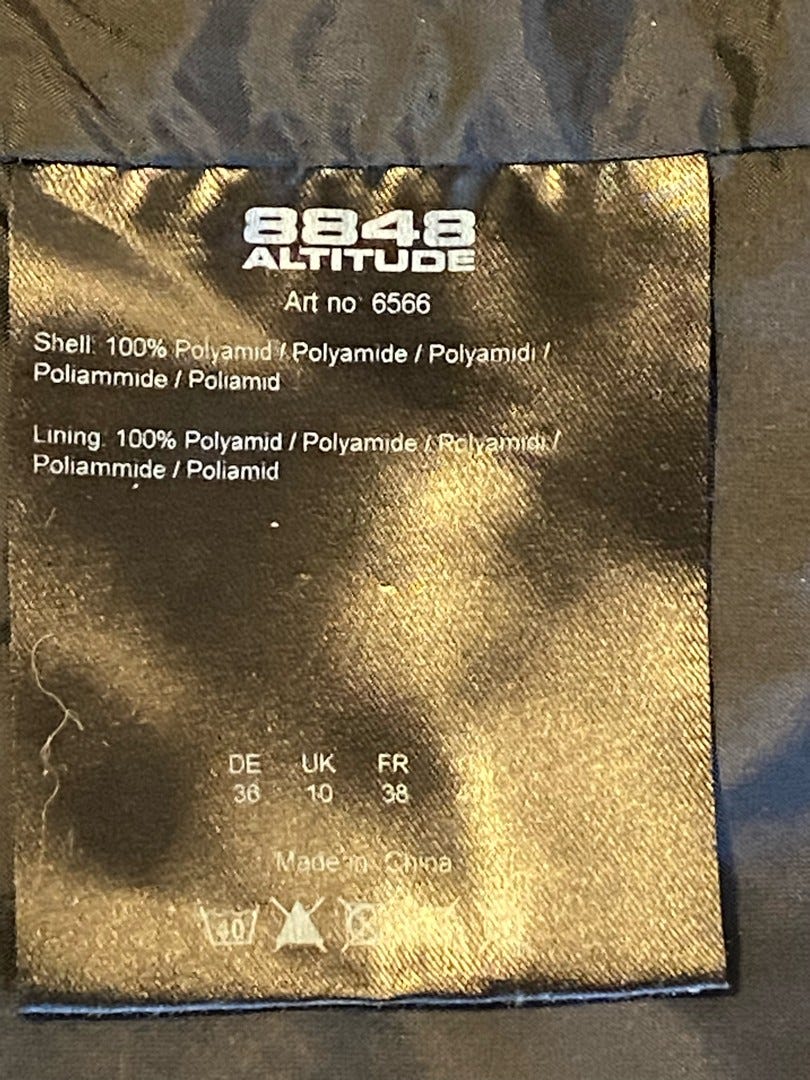 8848
ALTITUDE
Art no 6566
Shell: 100% Polyamid / Polyamide / Polyamidi /
Poliammide / Poliamid
Lining: 100% Polyamid / Polyamide / Polyamidi /
Poliammide / Poliamid
DE UK FR
36 10 38
Made in China
40